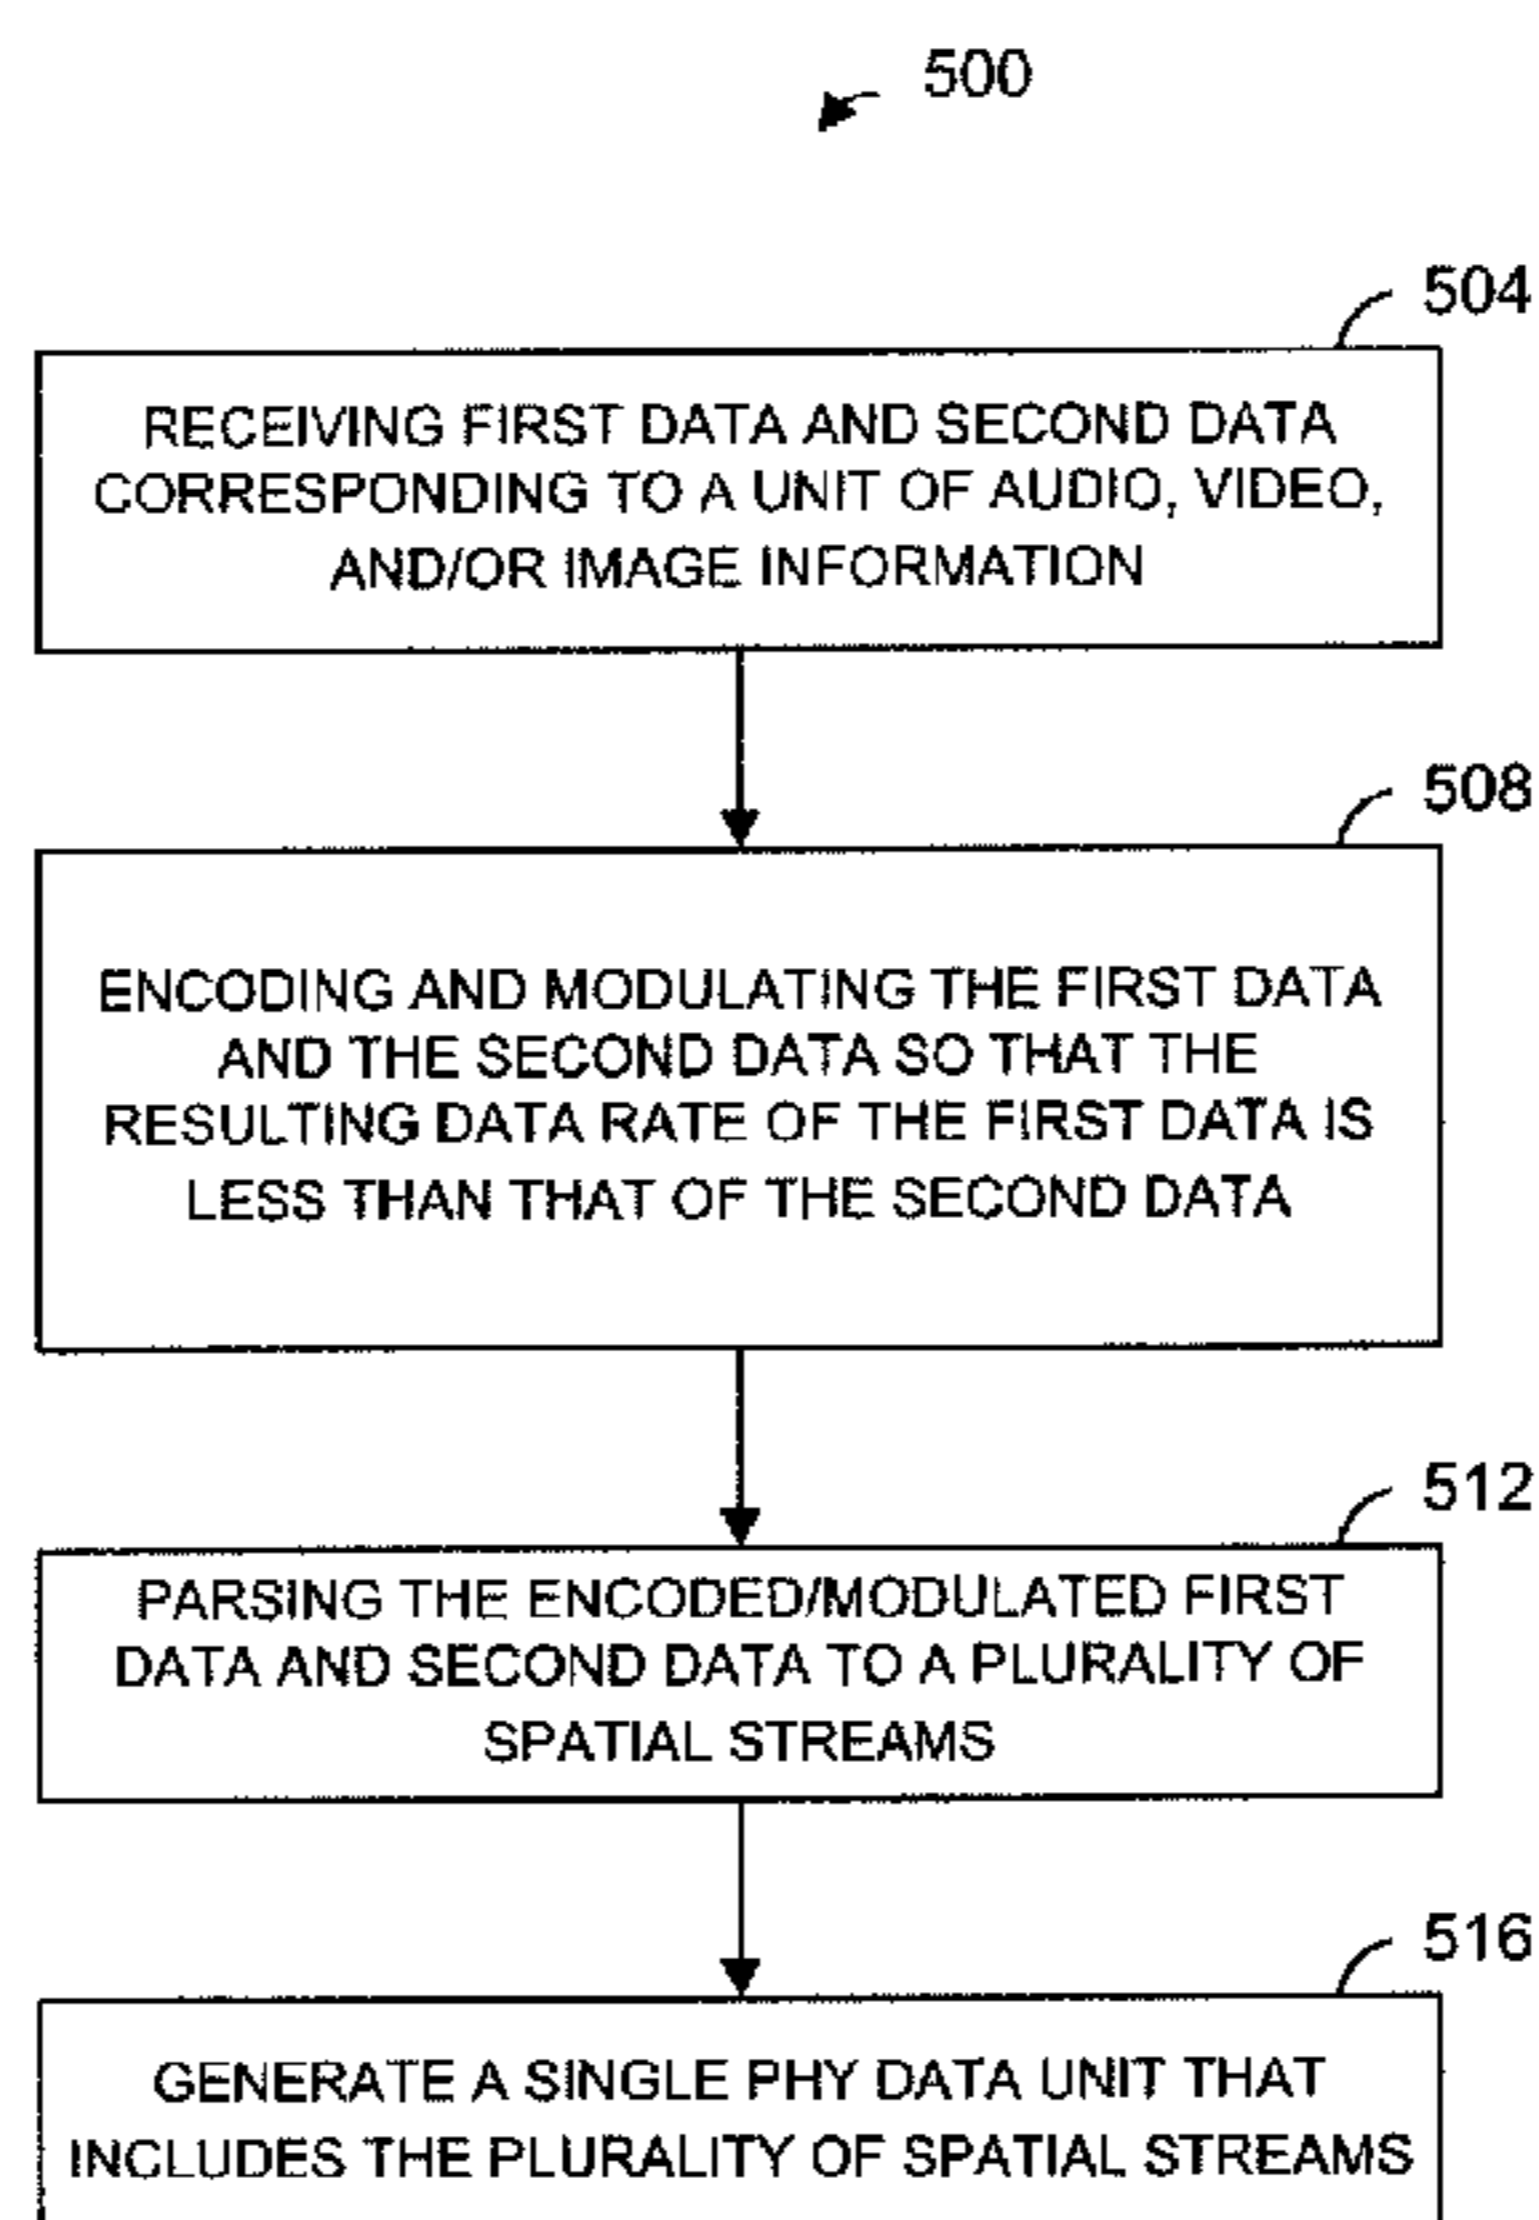 500
504
RECEIVING FIRST DATA AND SECOND DATA
CORRESPONDING TO A UNIT OF AUDIO, VIDEO,
AND/OR IMAGE INFORMATION
508
ENCODING AND MODULATING THE FIRST DATA
AND THE SECOND DATA SO THAT THE
RESULTING DATA RATE OF THE FIRST DATA IS
LESS THAN THAT OF THE SECOND DATA
512
PARSING THE ENCODED/MODULATED FIRST
DATA AND SECOND DATA TO A PLURALITY OF
SPATIAL STREAMS
516
GENERATE A SINGLE PHY DATA UNIT THAT
INCLUDES THE PLURALITY OF SPATIAL STREAMS